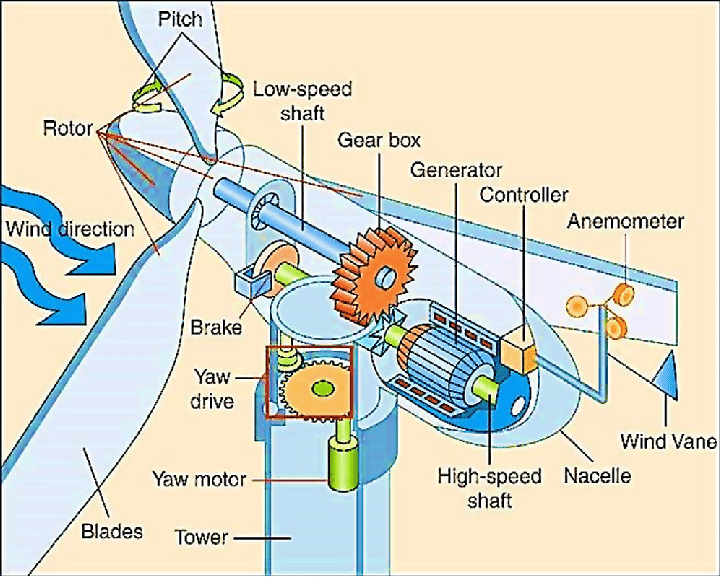 Pitch
Low-speed
shaft
Rotor
Gear box
Generator
Controller
Anemometer
Wind direction
Brake
Yaw
drive
Wind Vane
Yaw motor
High-speed
shaft
Nacelle
Blades
Tower